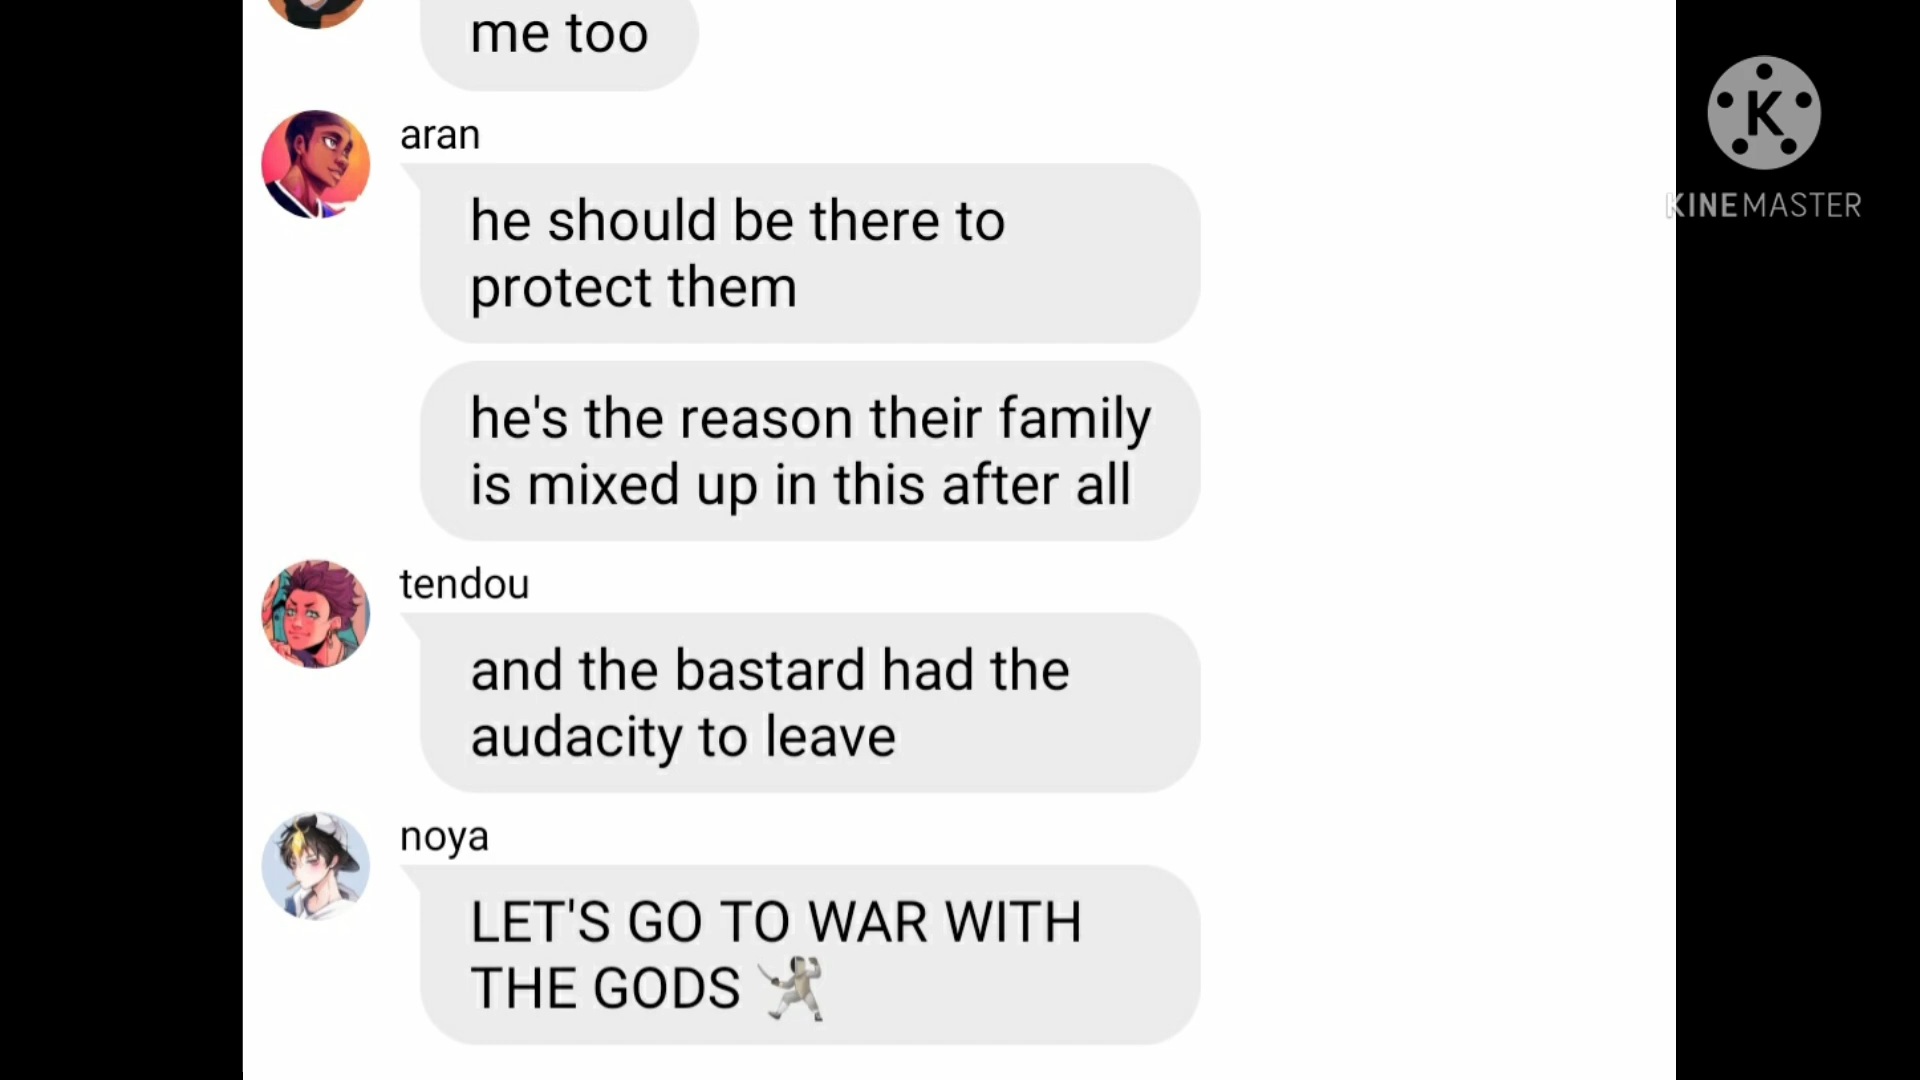 me too
aran
he should be there to
protect them
he's the reason their family
is mixed up in this after all
tendou
and the bastard had the
audacity to leave
noya
LET'S GO TO WAR WITH
THE GODS 🤺
K
KINEMASTER